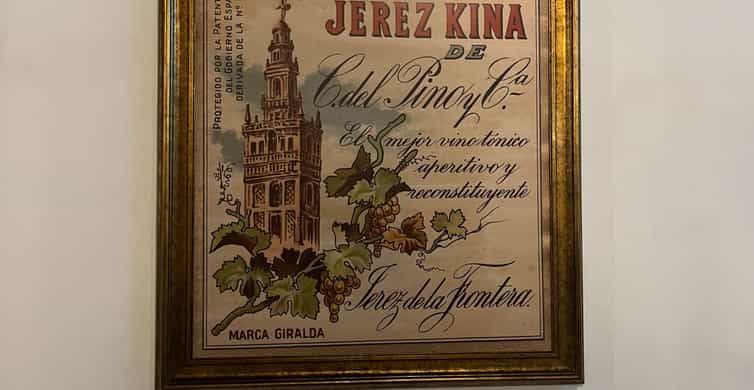 PROTEGIDO POR LA PATENT
DEL GOBIERNO ESPA
DERIVADA DE LA Nº
JEREZ KINA
DE
C. del Pino y Cª
El mejor vino tónico
aperitivo y
reconstituyente
Jerez de la Frontera.
MARCA GIRALDA